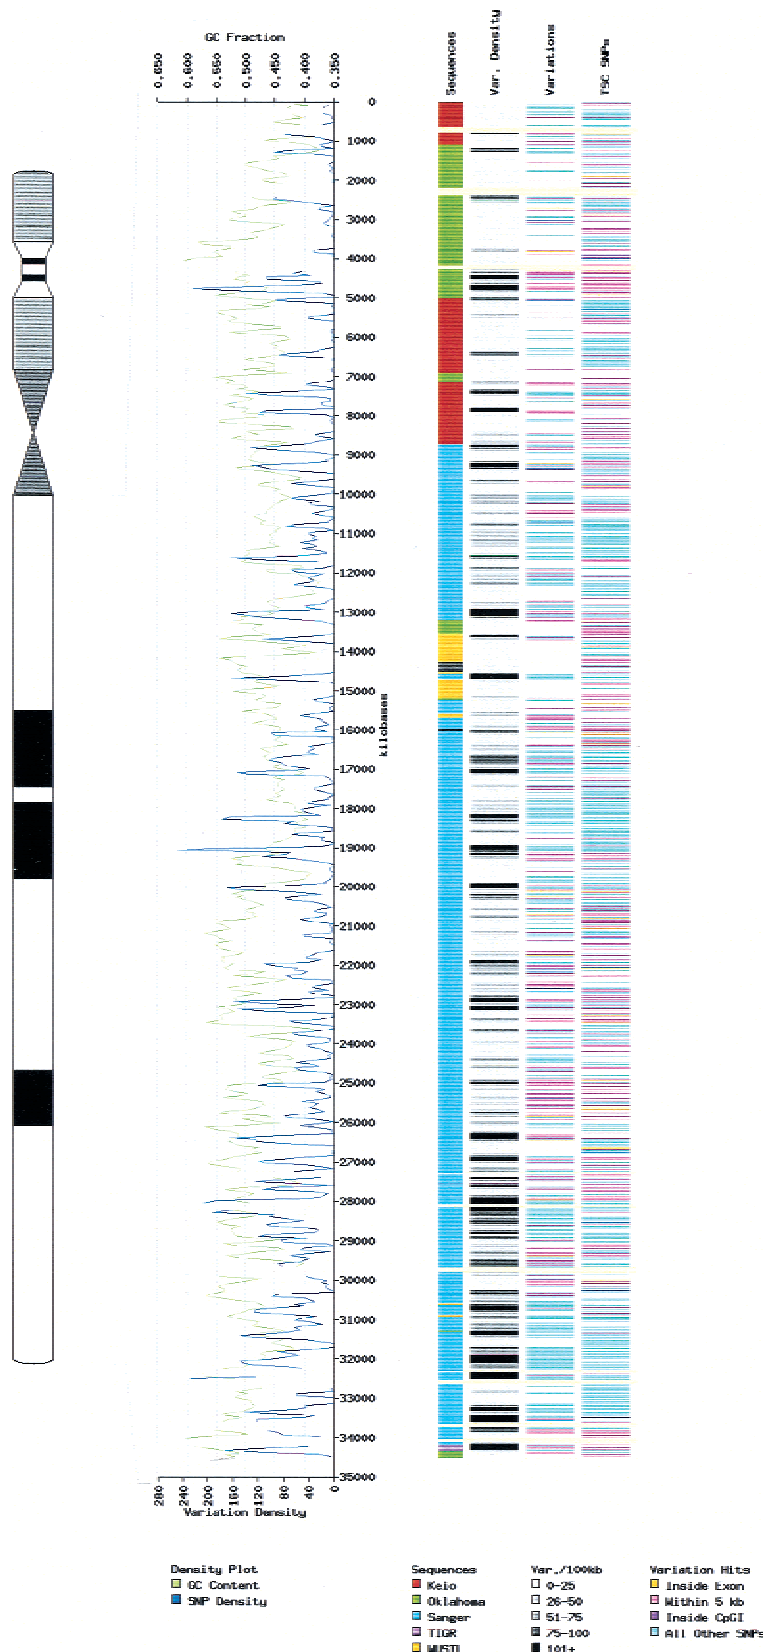 GC Fraction
0.650 0.600 0.550 0.500 0.450 0.400 0.350
Sequences
Var. Density
Variations
TSC SNPs
0
1000
2000
3000
4000
5000
6000
7000
8000
9000
10000
11000
12000
13000
14000
15000
16000
17000
18000
19000
20000
21000
22000
23000
24000
25000
26000
27000
28000
29000
30000
31000
32000
33000
34000
35000
kilobases
280 240 200 160 120 80 40 0
Variation Density
Density Plot
GC Content
SNP Density
Sequences
Keio
Oklahoma
Sanger
TIGR
WUSTL
Var./100kb
0-25
26-50
51-75
75-100
101+
Variation Hits
Inside Exon
Within 5 kb
Inside CpGI
All Other SNPs